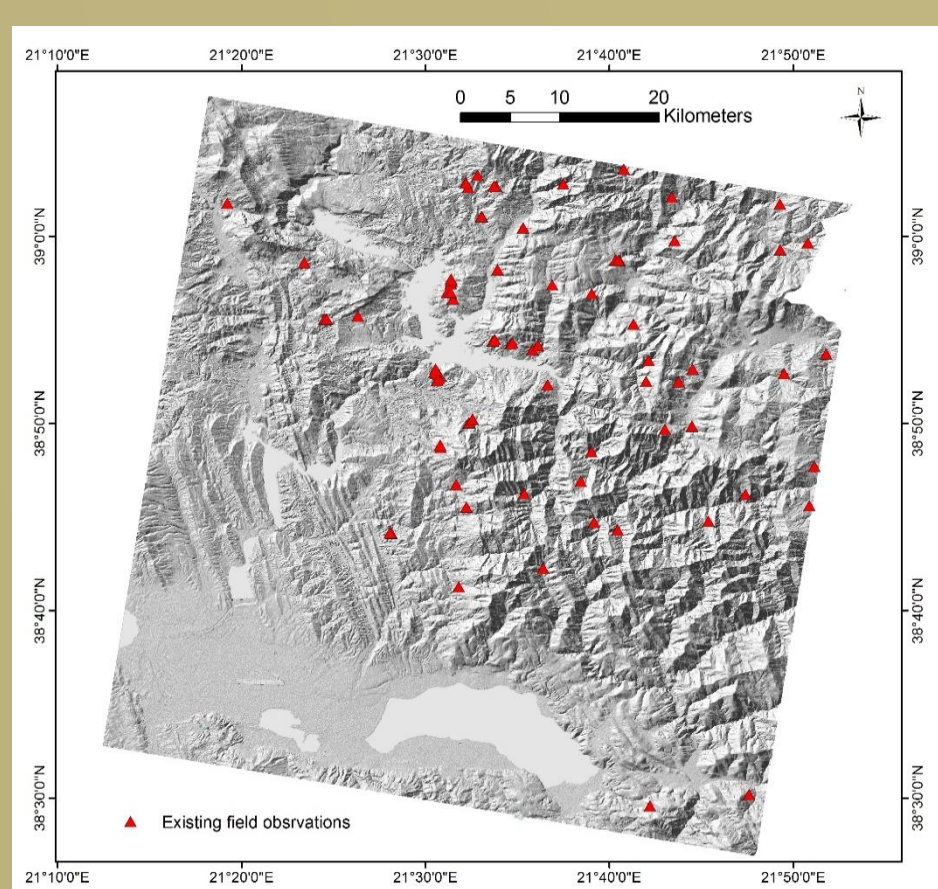 21°10'0"E 21°20'0"E 21°30'0"E 21°40'0"E 21°50'0"E
0 5 10 20
Kilometers
N
39°0'0"N 39°0'0"N
38°50'0"N 38°50'0"N
38°40'0"N 38°40'0"N
38°30'0"N 38°30'0"N
Existing field obsrvations
21°10'0"E 21°20'0"E 21°30'0"E 21°40'0"E 21°50'0"E